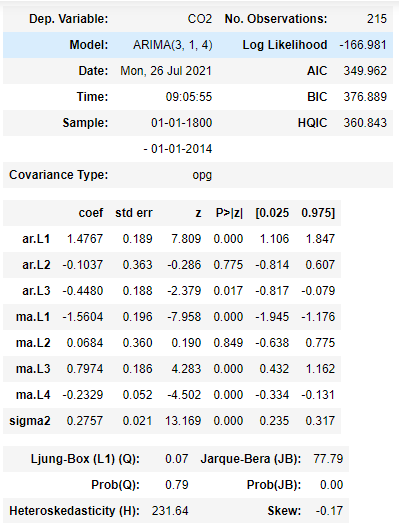 Dep. Variable: CO2 No. Observations: 215
Model: ARIMA(3, 1, 4) Log Likelihood -166.981
Date: Mon, 26 Jul 2021 AIC 349.962
Time: 09:05:55 BIC 376.889
Sample: 01-01-1800 HQIC 360.843
- 01-01-2014
Covariance Type: opg
coef std err z P>|z| [0.025 0.975]
ar.L1 1.4767 0.189 7.809 0.000 1.106 1.847
ar.L2 -0.1037 0.363 -0.286 0.775 -0.814 0.607
ar.L3 -0.4480 0.188 -2.379 0.017 -0.817 -0.079
ma.L1 -1.5604 0.196 -7.958 0.000 -1.945 -1.176
ma.L2 0.0684 0.360 0.190 0.849 -0.638 0.775
ma.L3 0.7974 0.186 4.283 0.000 0.432 1.162
ma.L4 -0.2329 0.052 -4.502 0.000 -0.334 -0.131
sigma2 0.2757 0.021 13.169 0.000 0.235 0.317
Ljung-Box (L1) (Q): 0.07 Jarque-Bera (JB): 77.79
Prob(Q): 0.79 Prob(JB): 0.00
Heteroskedasticity (H): 231.64 Skew: -0.17